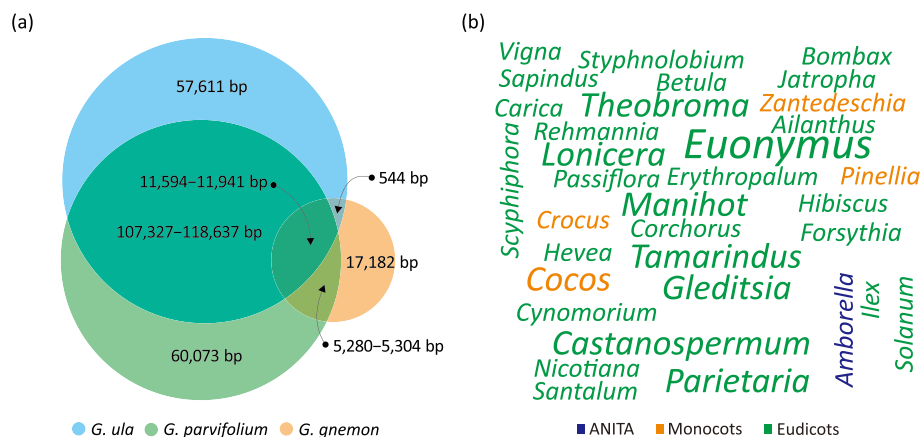 (a)
57,611 bp
11,594–11,941 bp
544 bp
107,327–118,637 bp
17,182 bp
5,280–5,304 bp
60,073 bp
G. ula
G. parvifolium
G. gnemon
(b)
Vigna
Styphnolobium
Bombax
Sapindus
Betula
Jatropha
Carica
Theobroma
Zantedeschia
Rehmannia
Euonymus
Ailanthus
Scyphiphora
Lonicera
Passiflora
Erythropalum
Pinellia
Manihot
Hibiscus
Crocus
Corchorus
Forsythia
Hevea
Tamarindus
Cocos
Gleditsia
Amborella
Ilex
Solanum
Cynomorium
Castanospermum
Nicotiana
Parietaria
Santalum
ANITA
Monocots
Eudicots